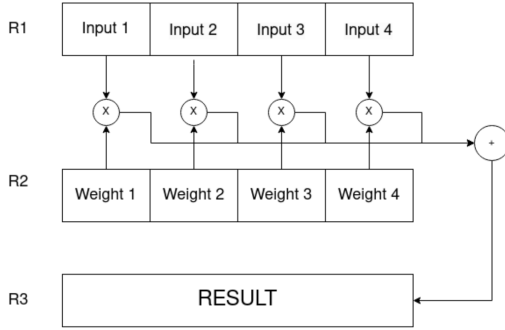 R1 Input 1 Input 2 Input 3 Input 4
X X X X
+
R2 Weight 1 Weight 2 Weight 3 Weight 4
R3 RESULT